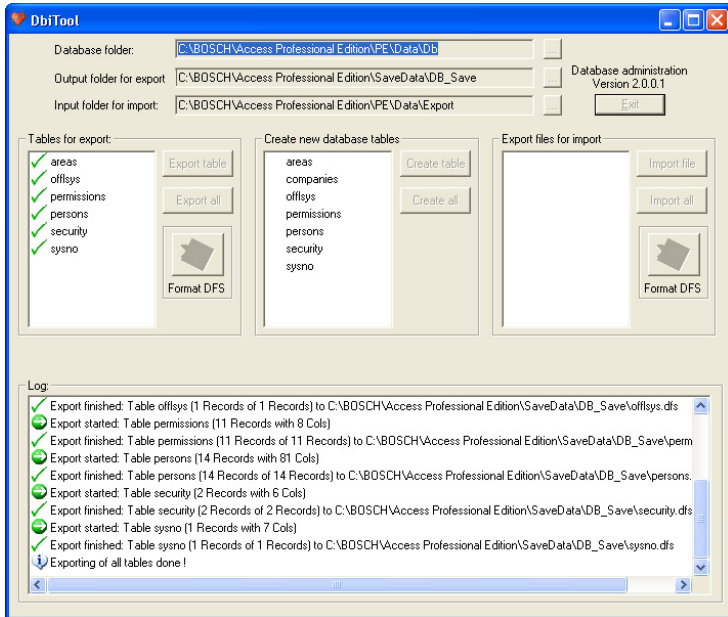 DbiTool
Database folder:
C:\BOSCH\Access Professional Edition\PE\Data\Db
...
Output folder for export
C:\BOSCH\Access Professional Edition\SaveData\DB_Save
...
Input folder for import:
C:\BOSCH\Access Professional Edition\PE\Data\Export
...
Database administration
Version 2.0.0.1
Exit
Tables for export:
areas
offlsys
permissions
persons
security
sysno
Export table
Export all
Format DFS
Create new database tables
areas
companies
offlsys
permissions
persons
security
sysno
Create table
Create all
Export files for import
Import file
Import all
Format DFS
Log:
Export finished: Table offlsys (1 Records of 1 Records) to C:\BOSCH\Access Professional Edition\SaveData\DB_Save\offlsys.dfs
Export started: Table permissions (11 Records with 8 Cols)
Export finished: Table permissions (11 Records of 11 Records) to C:\BOSCH\Access Professional Edition\SaveData\DB_Save\perm
Export started: Table persons (14 Records with 81 Cols)
Export finished: Table persons (14 Records of 14 Records) to C:\BOSCH\Access Professional Edition\SaveData\DB_Save\persons.
Export started: Table security (2 Records with 6 Cols)
Export finished: Table security (2 Records of 2 Records) to C:\BOSCH\Access Professional Edition\SaveData\DB_Save\security.dfs
Export started: Table sysno (1 Records with 7 Cols)
Export finished: Table sysno (1 Records of 1 Records) to C:\BOSCH\Access Professional Edition\SaveData\DB_Save\sysno.dfs
Exporting of all tables done !